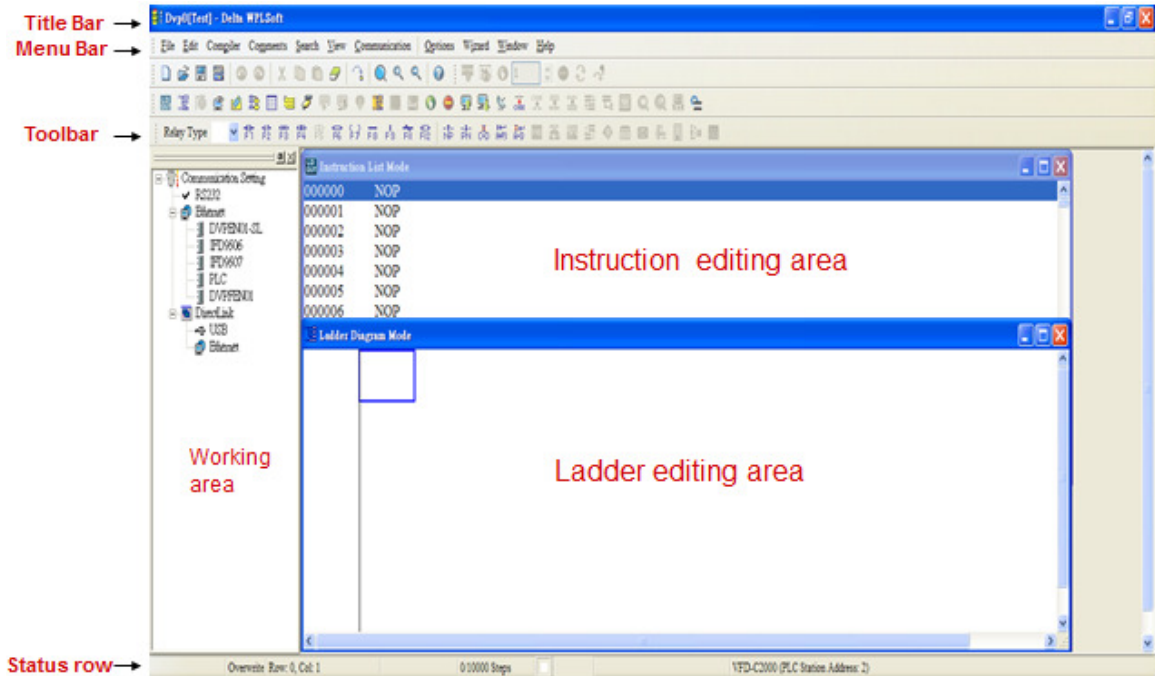 Title Bar
Dvp0[Test] - Delta WPLSoft
Menu Bar
File Edit Compiler Comments Search View Communication Options Wizard Window Help
Toolbar
Relay Type
Communication Setting
RS232
Ethernet
DVPEN01-SL
IFD9506
IFD9507
PLC
DVPFEN01
DirectLink
USB
Ethernet
Working area
Instruction List Mode
000000 NOP
000001 NOP
000002 NOP
000003 NOP
000004 NOP
000005 NOP
000006 NOP
Instruction editing area
Ladder Diagram Mode
Ladder editing area
Status row
Overwrite Row: 0, Col: 1
0/10000 Steps
VFD-C2000 (PLC Station Address: 2)